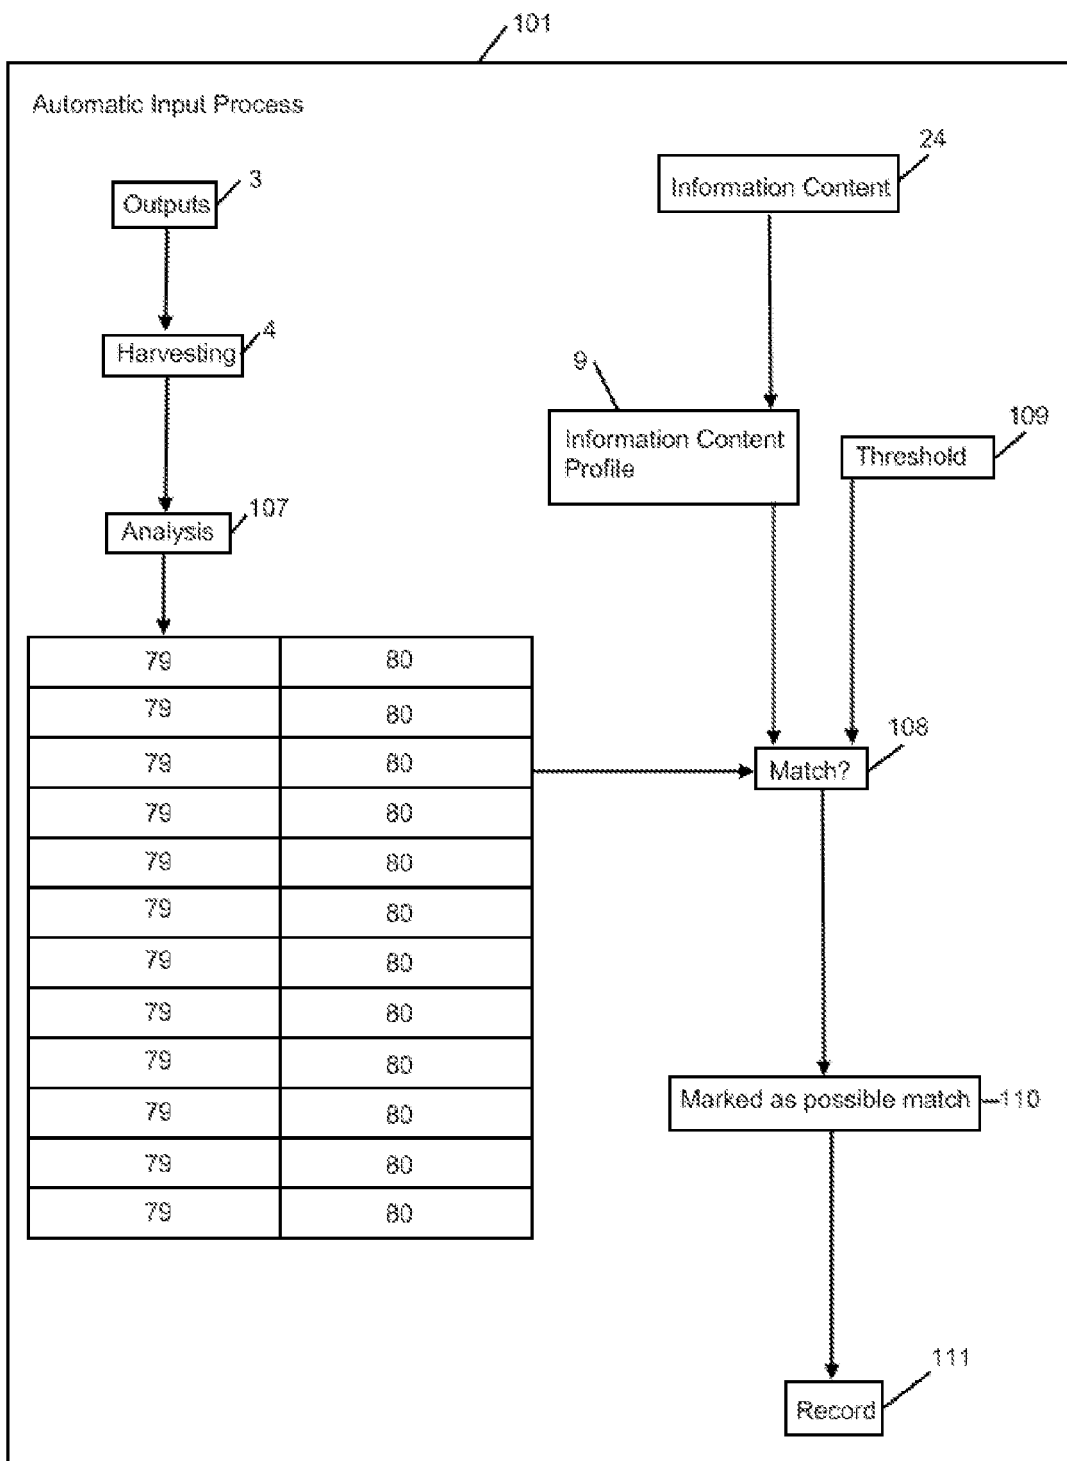 101
Automatic Input Process
24
Information Content
3
Outputs
4
Harvesting
9
Information Content
Profile
109
Threshold
107
Analysis
79 80
79 80
79 80
79 80
79 80
79 80
79 80
79 80
79 80
79 80
79 80
79 80
108
Match?
Marked as possible match
110
111
Record